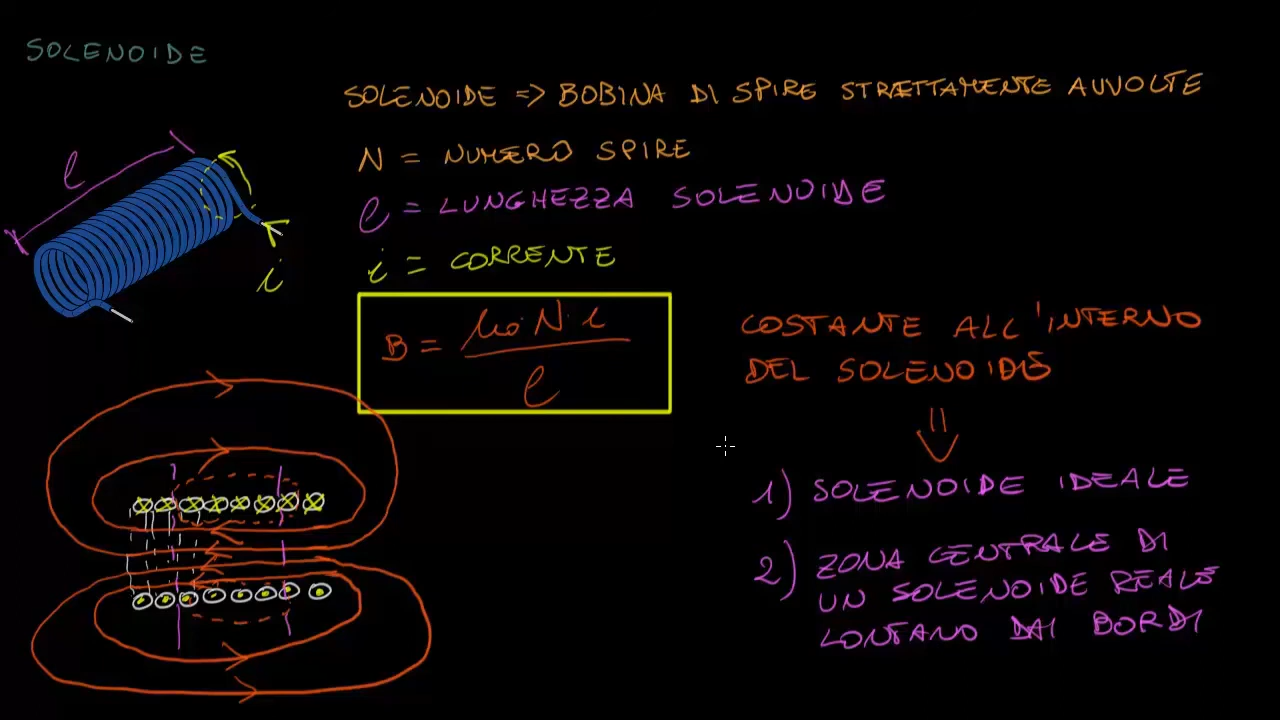 SOLENOIDE
SOLENOIDE => BOBINA DI SPIRE STRETTAMENTE AVVOLTE
N = NUMERO SPIRE
l = LUNGHEZZA SOLENOIDE
i = CORRENTE
l
i
B = μ0·N·i / l
COSTANTE ALL'INTERNO
DEL SOLENOIDE
⇓
1) SOLENOIDE IDEALE
2) ZONA CENTRALE DI
UN SOLENOIDE REALE
LONTANO DAI BORDI